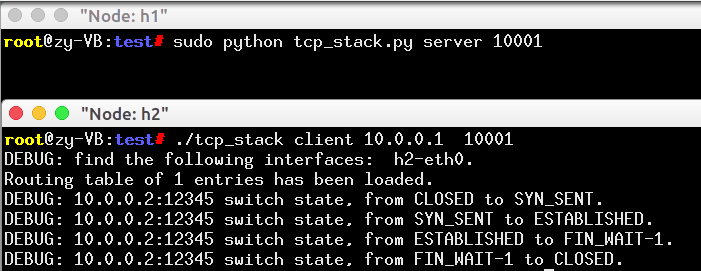 "Node: h1"
root@zy-VB:test# sudo python tcp_stack.py server 10001
"Node: h2"
root@zy-VB:test# ./tcp_stack client 10.0.0.1  10001
DEBUG: find the following interfaces:  h2-eth0.
Routing table of 1 entries has been loaded.
DEBUG: 10.0.0.2:12345 switch state, from CLOSED to SYN_SENT.
DEBUG: 10.0.0.2:12345 switch state, from SYN_SENT to ESTABLISHED.
DEBUG: 10.0.0.2:12345 switch state, from ESTABLISHED to FIN_WAIT-1.
DEBUG: 10.0.0.2:12345 switch state, from FIN_WAIT-1 to CLOSED.